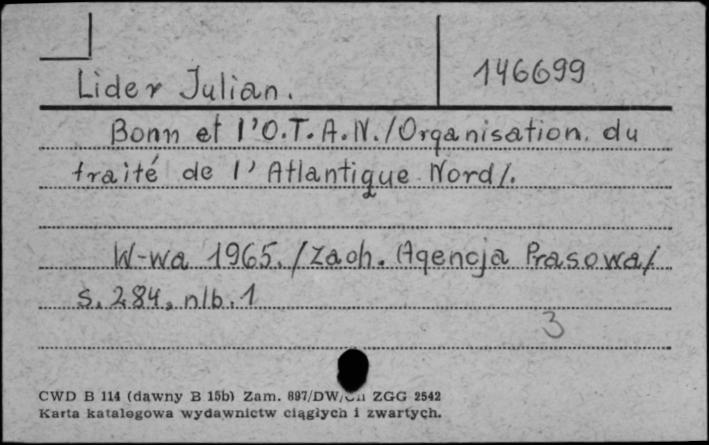 146699
Lider Julian.
Bonn et l'O.T.A.N./Organisation du
traité de l'Atlantique Nord/.
W-wa 1965. /Zach. Agencja Prasowa/
s. 284, nlb. 1
3
CWD B 114 (dawny B 15b) Zam. 897/DW/ ZGG 2542
Karta katalogowa wydawnictw ciągłych i zwartych.